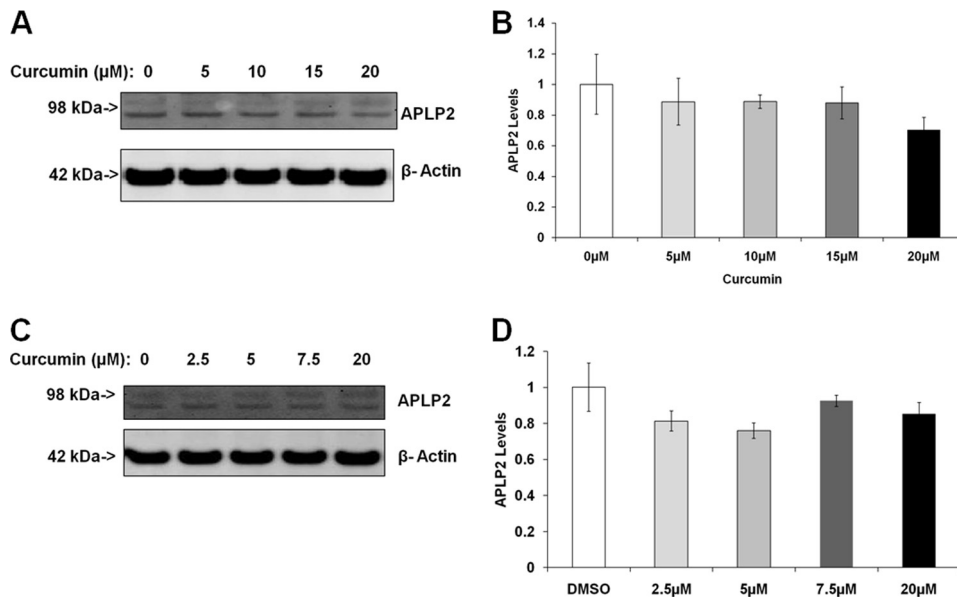 A
Curcumin (µM): 0 5 10 15 20
98 kDa->
APLP2
42 kDa->
β- Actin
B
APLP2 Levels
1.4
1.2
1
0.8
0.6
0.4
0.2
0
0µM 5µM 10µM 15µM 20µM
Curcumin
C
Curcumin (µM): 0 2.5 5 7.5 20
98 kDa->
APLP2
42 kDa->
β- Actin
D
APLP2 Levels
1.2
1
0.8
0.6
0.4
0.2
0
DMSO 2.5µM 5µM 7.5µM 20µM